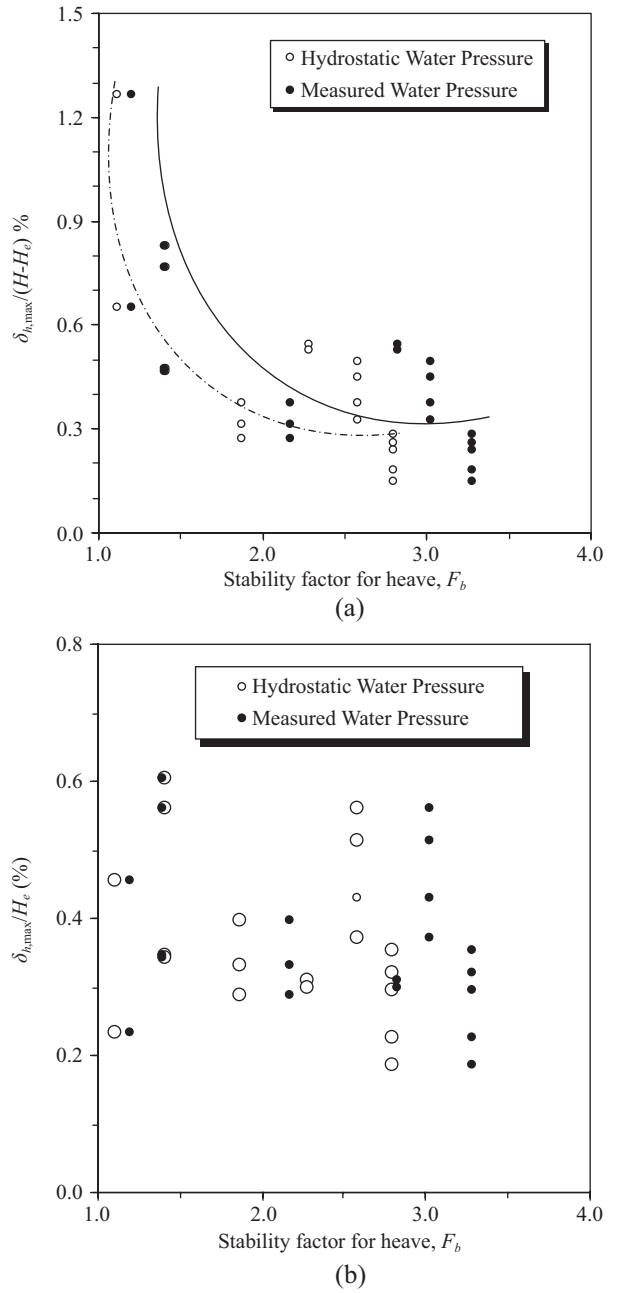 1.5
Hydrostatic Water Pressure
Measured Water Pressure
1.2
0.9
δh,max/(H-He) %
0.6
0.3
0.0
1.0 2.0 3.0 4.0
Stability factor for heave, Fb
(a)
0.8
Hydrostatic Water Pressure
Measured Water Pressure
0.6
δh,max/He (%)
0.4
0.2
0.0
1.0 2.0 3.0 4.0
Stability factor for heave, Fb
(b)